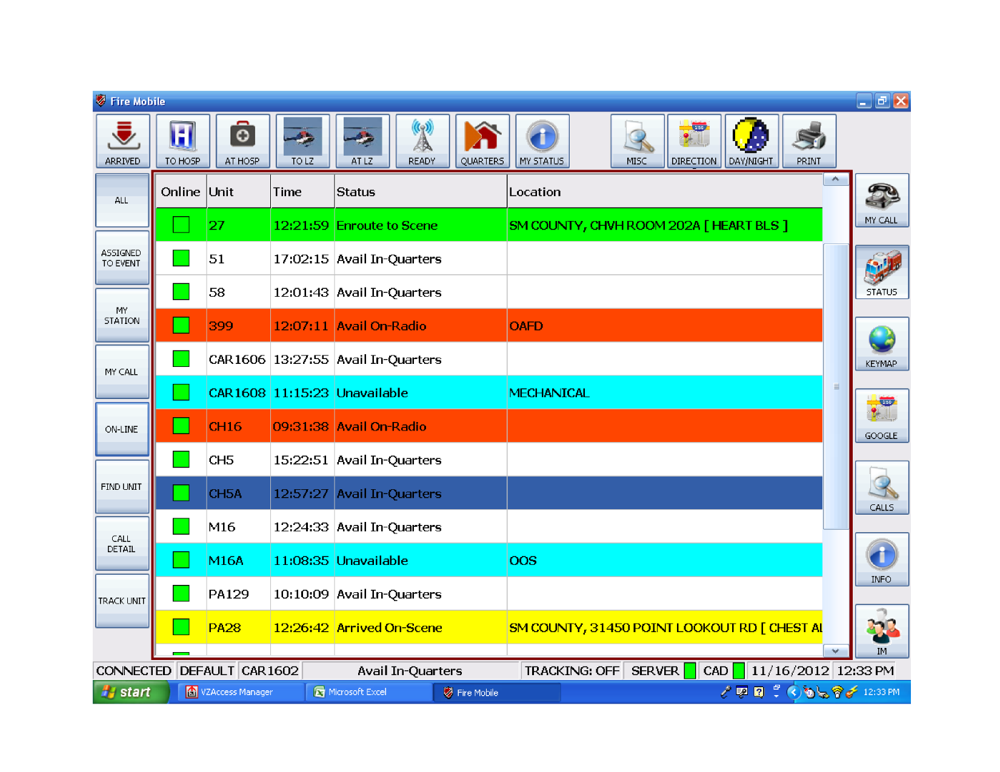 Fire Mobile
ARRIVED TO HOSP AT HOSP TO LZ AT LZ READY QUARTERS MY STATUS MISC DIRECTION DAY/NIGHT PRINT
ALL
ASSIGNED
TO EVENT
MY
STATION
MY CALL
ON-LINE
FIND UNIT
CALL
DETAIL
TRACK UNIT
Online Unit Time Status Location
27 12:21:59 Enroute to Scene SM COUNTY, CHVH ROOM 202A [ HEART BLS ]
51 17:02:15 Avail In-Quarters
58 12:01:43 Avail In-Quarters
399 12:07:11 Avail On-Radio OAFD
CAR1606 13:27:55 Avail In-Quarters
CAR1608 11:15:23 Unavailable MECHANICAL
CH16 09:31:38 Avail On-Radio
CH5 15:22:51 Avail In-Quarters
CH5A 12:57:27 Avail In-Quarters
M16 12:24:33 Avail In-Quarters
M16A 11:08:35 Unavailable OOS
PA129 10:10:09 Avail In-Quarters
PA28 12:26:42 Arrived On-Scene SM COUNTY, 31450 POINT LOOKOUT RD [ CHEST AL
MY CALL
STATUS
KEYMAP
GOOGLE
CALLS
INFO
IM
CONNECTED DEFAULT CAR1602 Avail In-Quarters TRACKING: OFF SERVER CAD 11/16/2012 12:33 PM
start VZAccess Manager Microsoft Excel Fire Mobile 12:33 PM